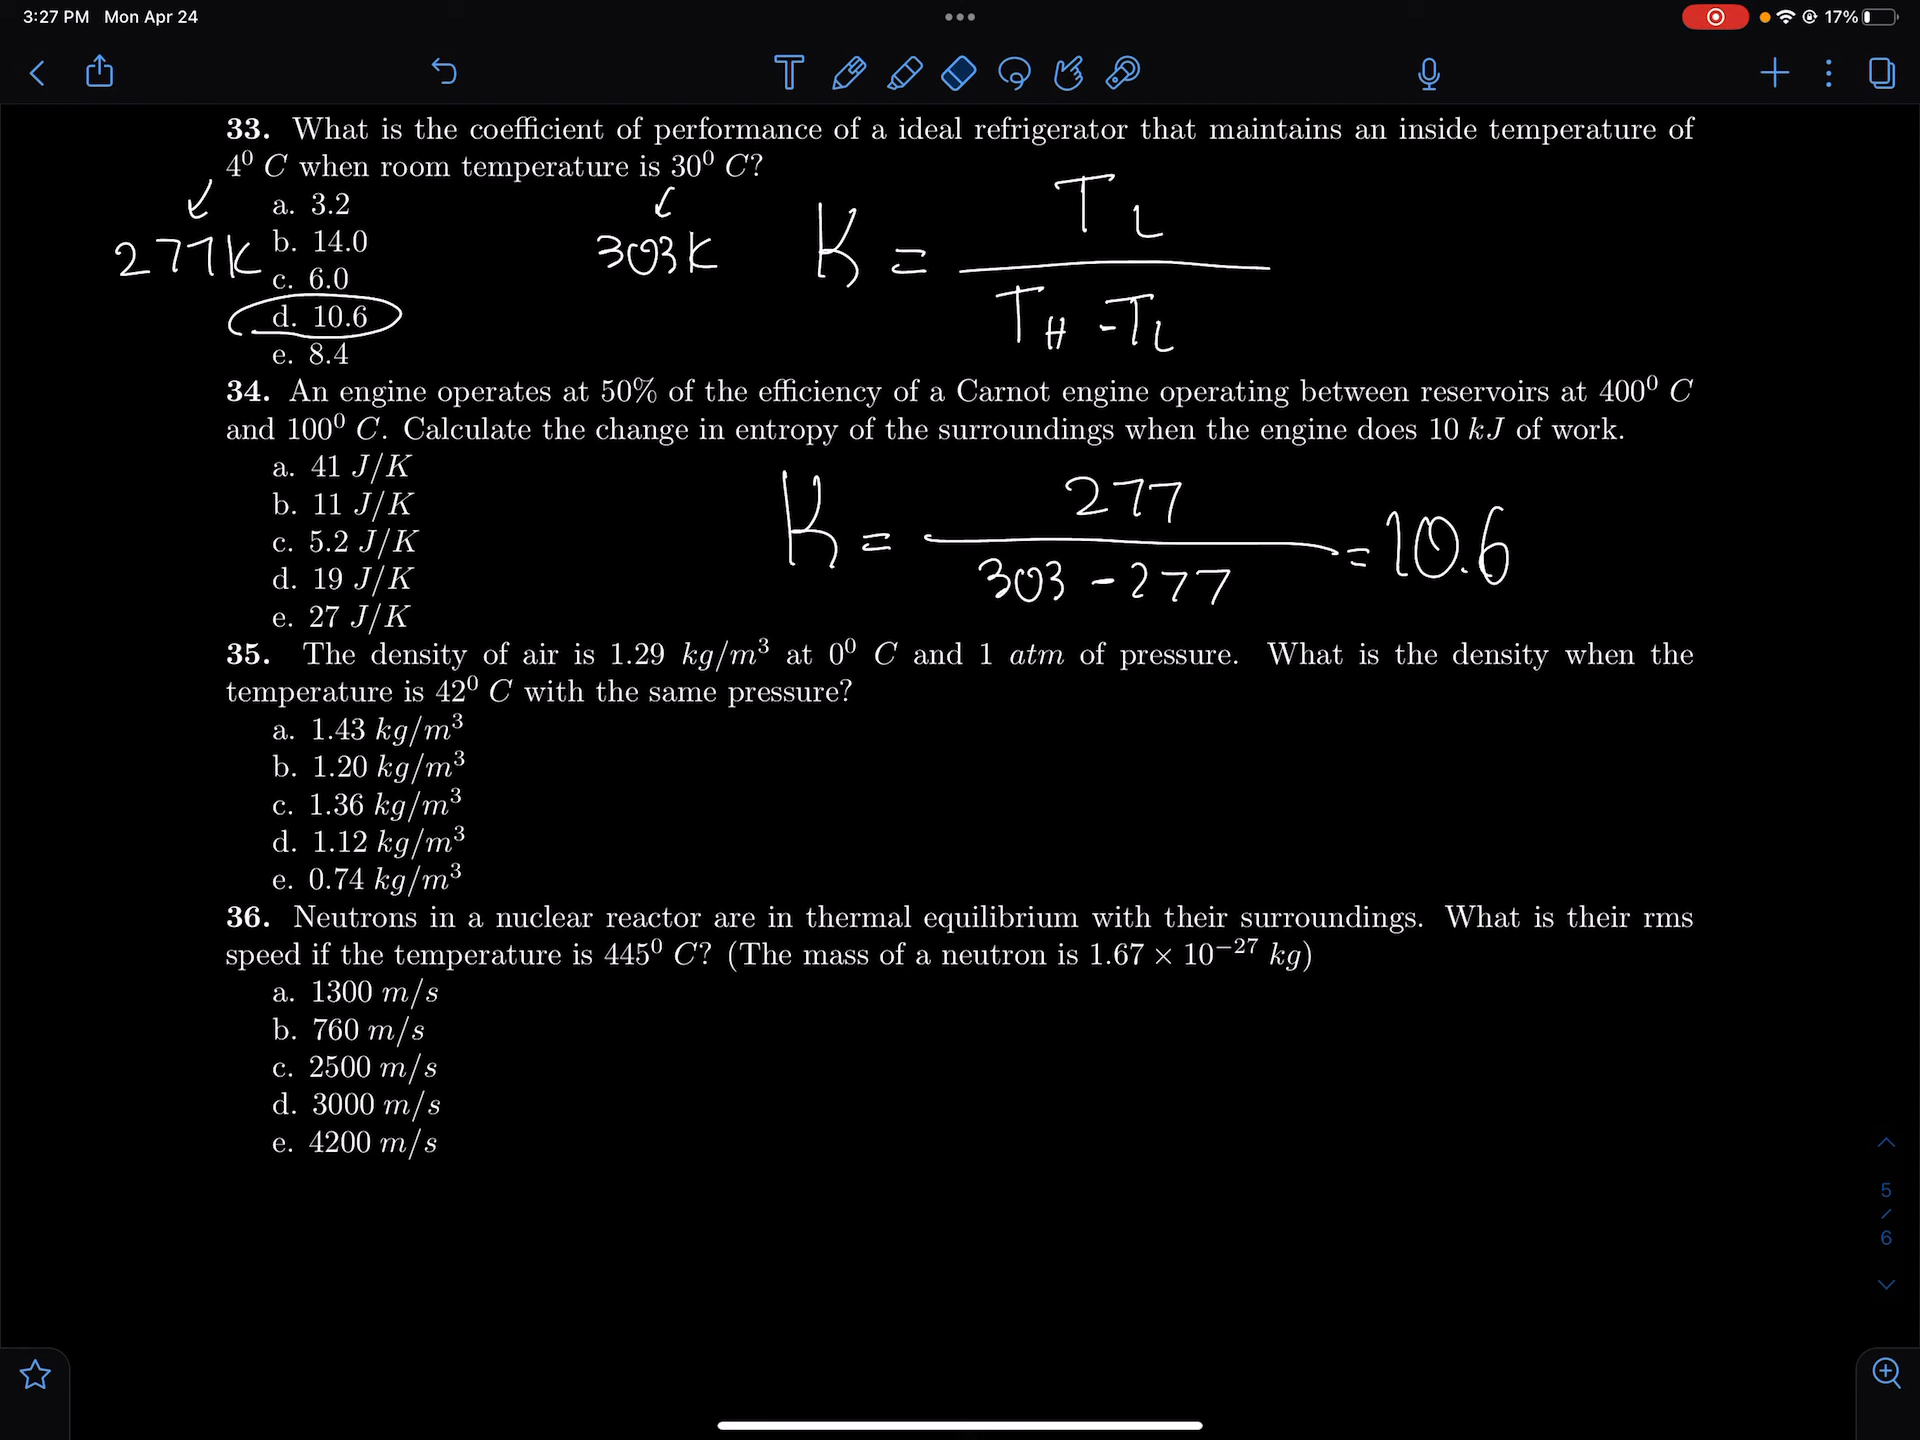 3:27 PM Mon Apr 24
17%
33. What is the coefficient of performance of a ideal refrigerator that maintains an inside temperature of
4⁰ C when room temperature is 30⁰ C?
a. 3.2
b. 14.0
c. 6.0
d. 10.6
e. 8.4
277K
303K
K = T_L / (T_H - T_L)
34. An engine operates at 50% of the efficiency of a Carnot engine operating between reservoirs at 400⁰ C
and 100⁰ C. Calculate the change in entropy of the surroundings when the engine does 10 kJ of work.
a. 41 J/K
b. 11 J/K
c. 5.2 J/K
d. 19 J/K
e. 27 J/K
K = 277 / (303 - 277) = 10.6
35. The density of air is 1.29 kg/m³ at 0⁰ C and 1 atm of pressure. What is the density when the
temperature is 42⁰ C with the same pressure?
a. 1.43 kg/m³
b. 1.20 kg/m³
c. 1.36 kg/m³
d. 1.12 kg/m³
e. 0.74 kg/m³
36. Neutrons in a nuclear reactor are in thermal equilibrium with their surroundings. What is their rms
speed if the temperature is 445⁰ C? (The mass of a neutron is 1.67 × 10⁻²⁷ kg)
a. 1300 m/s
b. 760 m/s
c. 2500 m/s
d. 3000 m/s
e. 4200 m/s
5
/
6